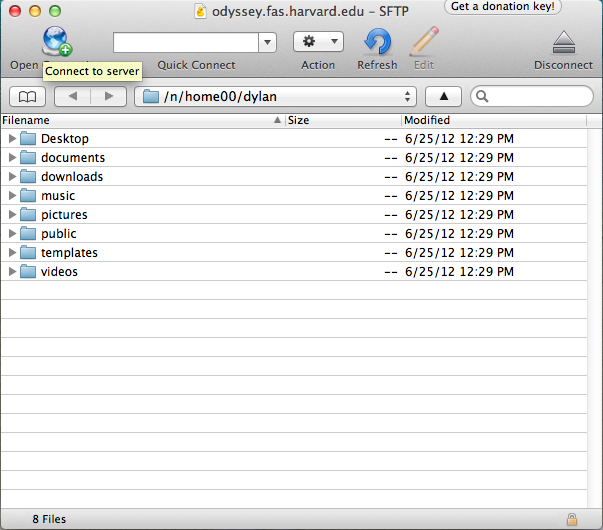 odyssey.fas.harvard.edu – SFTP
Get a donation key!
Open
Connect to server
Quick Connect
Action
Refresh
Edit
Disconnect
/n/home00/dylan
Filename Size Modified
Desktop -- 6/25/12 12:29 PM
documents -- 6/25/12 12:29 PM
downloads -- 6/25/12 12:29 PM
music -- 6/25/12 12:29 PM
pictures -- 6/25/12 12:29 PM
public -- 6/25/12 12:29 PM
templates -- 6/25/12 12:29 PM
videos -- 6/25/12 12:29 PM
8 Files